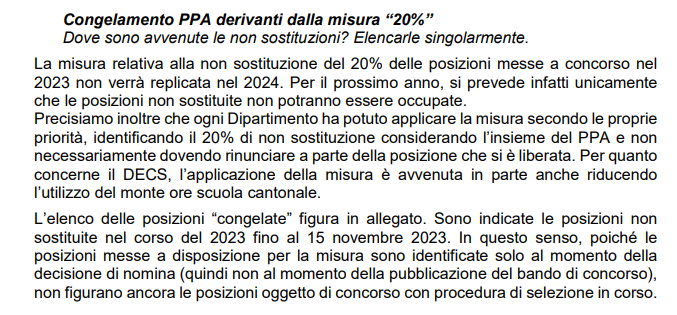 Congelamento PPA derivanti dalla misura “20%”
Dove sono avvenute le non sostituzioni? Elencarle singolarmente.
La misura relativa alla non sostituzione del 20% delle posizioni messe a concorso nel
2023 non verrà replicata nel 2024. Per il prossimo anno, si prevede infatti unicamente
che le posizioni non sostituite non potranno essere occupate.
Precisiamo inoltre che ogni Dipartimento ha potuto applicare la misura secondo le proprie
priorità, identificando il 20% di non sostituzione considerando l’insieme del PPA e non
necessariamente dovendo rinunciare a parte della posizione che si è liberata. Per quanto
concerne il DECS, l’applicazione della misura è avvenuta in parte anche riducendo
l’utilizzo del monte ore scuola cantonale.
L’elenco delle posizioni “congelate” figura in allegato. Sono indicate le posizioni non
sostituite nel corso del 2023 fino al 15 novembre 2023. In questo senso, poiché le
posizioni messe a disposizione per la misura sono identificate solo al momento della
decisione di nomina (quindi non al momento della pubblicazione del bando di concorso),
non figurano ancora le posizioni oggetto di concorso con procedura di selezione in corso.